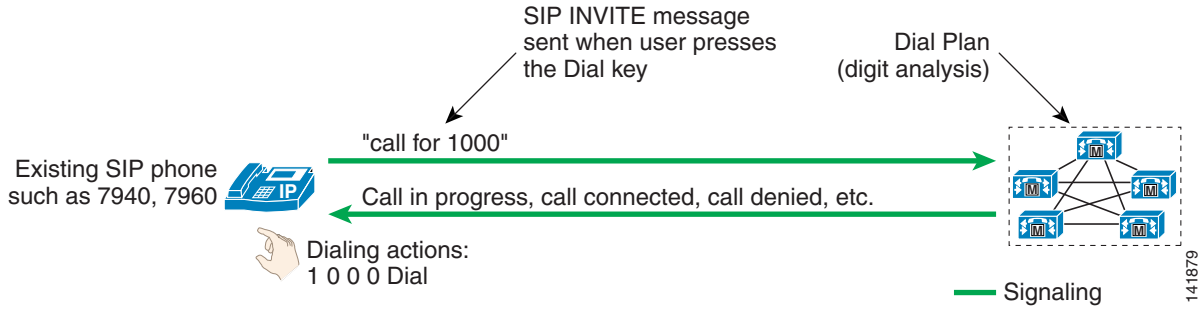 SIP INVITE message
sent when user presses
the Dial key
Dial Plan
(digit analysis)
"call for 1000"
Existing SIP phone
such as 7940, 7960
IP
Call in progress, call connected, call denied, etc.
M
M
M
M
M
Dialing actions:
1 0 0 0 Dial
Signaling
141879